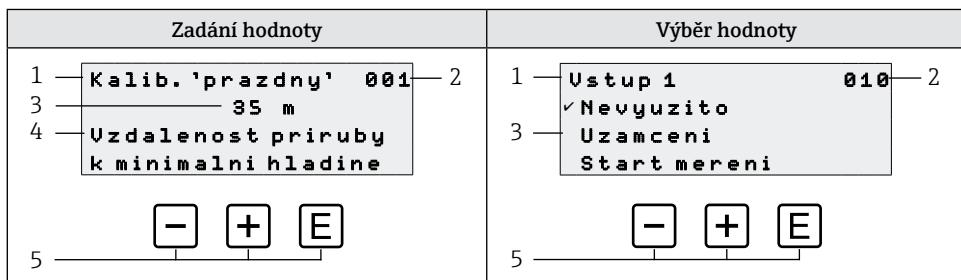 Zadání hodnoty
1 Kalib.'prazdny' 001 2
3 35 m
4 Vzdalenost priruby
k minimalni hladine
− + E
5
Výběr hodnoty
1 Vstup 1 010 2
✓Nevyuzito
3 Uzamceni
Start mereni
− + E
5